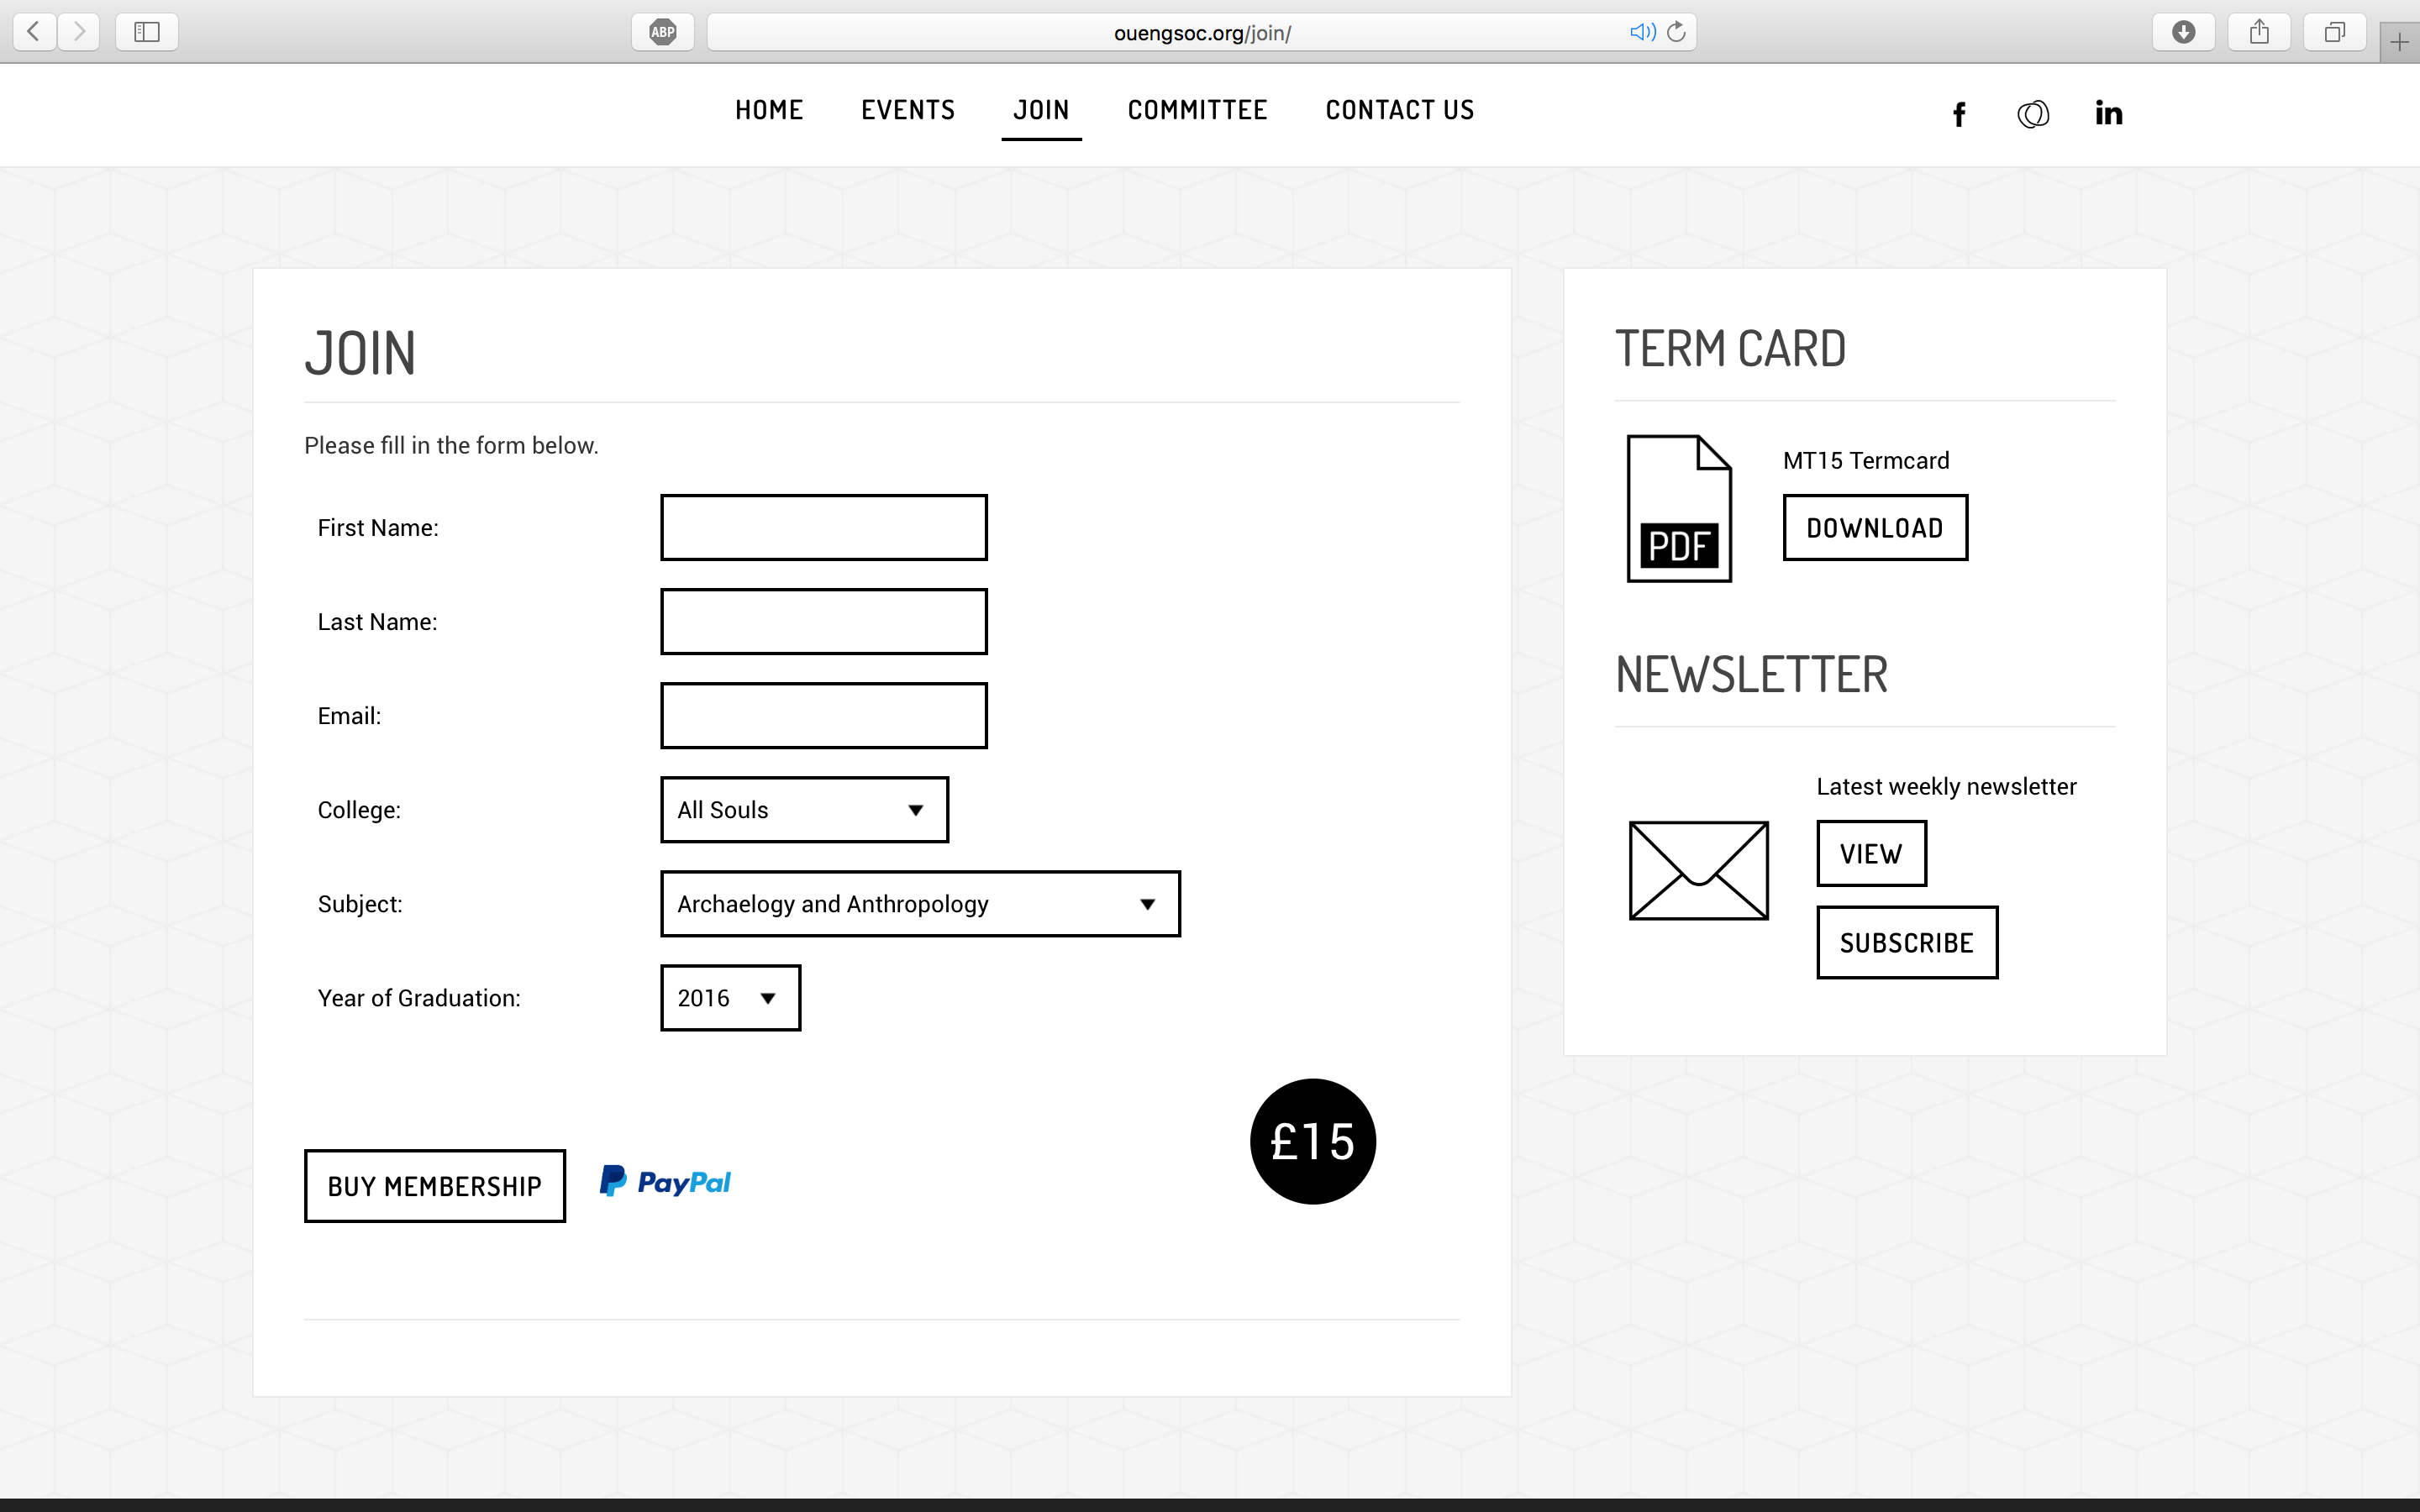 ABP
ouengsoc.org/join/
HOME EVENTS JOIN COMMITTEE CONTACT US
f in
JOIN
Please fill in the form below.
First Name:
Last Name:
Email:
College: All Souls
Subject: Archaelogy and Anthropology
Year of Graduation: 2016
£15
BUY MEMBERSHIP PayPal
TERM CARD
MT15 Termcard
PDF DOWNLOAD
NEWSLETTER
Latest weekly newsletter
VIEW
SUBSCRIBE